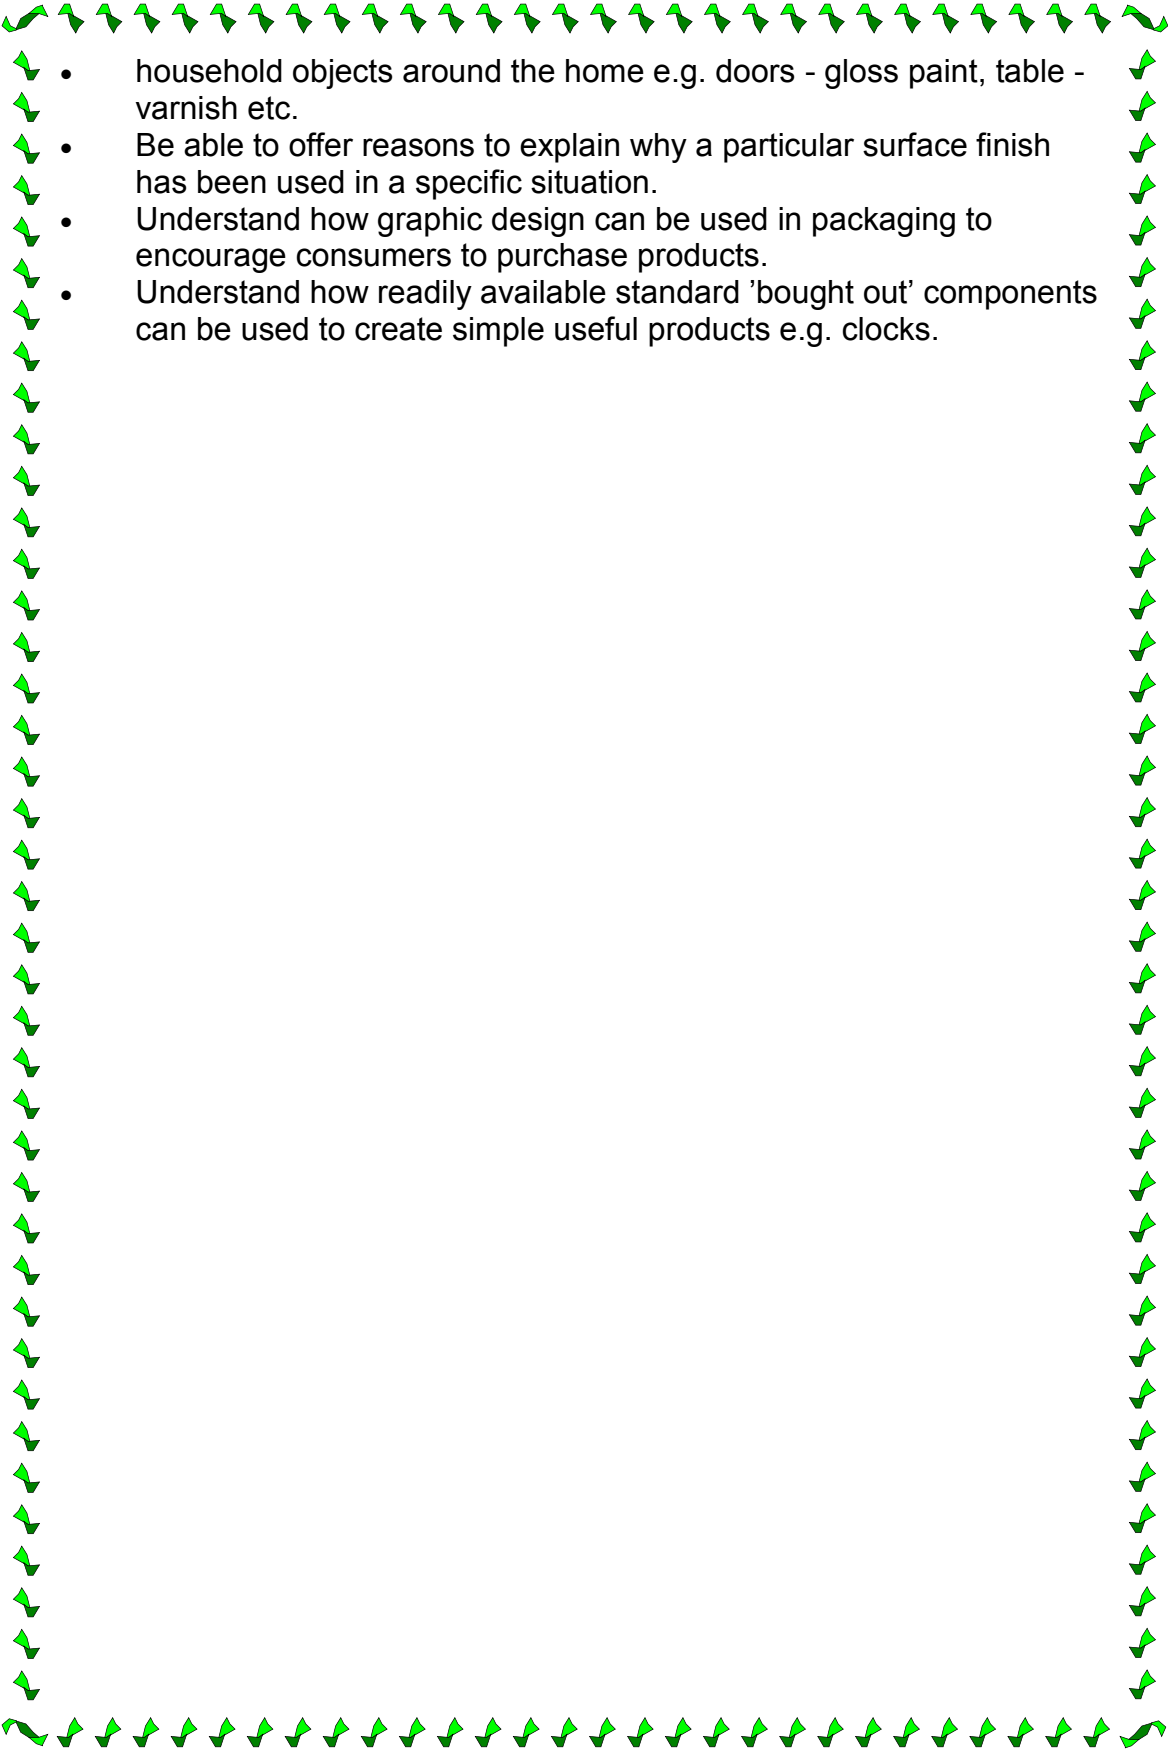 • household objects around the home e.g. doors - gloss paint, table -
varnish etc.
• Be able to offer reasons to explain why a particular surface finish
has been used in a specific situation.
• Understand how graphic design can be used in packaging to
encourage consumers to purchase products.
• Understand how readily available standard ’bought out’ components
can be used to create simple useful products e.g. clocks.